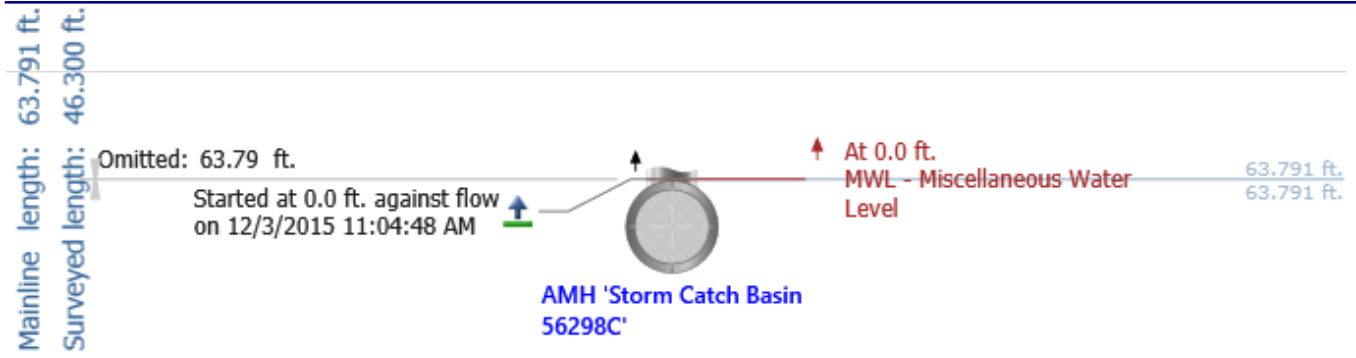 Mainline length: 63.791 ft.
Surveyed length: 46.300 ft.
Omitted: 63.79 ft.
Started at 0.0 ft. against flow
on 12/3/2015 11:04:48 AM
At 0.0 ft.
MWL - Miscellaneous Water
Level
63.791 ft.
63.791 ft.
AMH 'Storm Catch Basin
56298C'